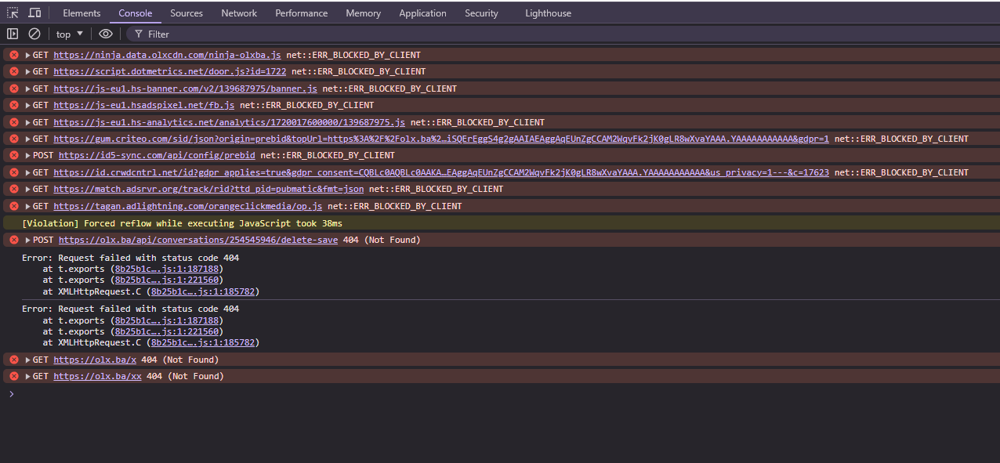 Elements Console Sources Network Performance Memory Application Security Lighthouse
top Filter
GET https://ninja.data.olxcdn.com/ninja-olxba.js net::ERR_BLOCKED_BY_CLIENT
GET https://script.dotmetrics.net/door.js?id=1722 net::ERR_BLOCKED_BY_CLIENT
GET https://js-eu1.hs-banner.com/v2/139687975/banner.js net::ERR_BLOCKED_BY_CLIENT
GET https://js-eu1.hsadspixel.net/fb.js net::ERR_BLOCKED_BY_CLIENT
GET https://js-eu1.hs-analytics.net/analytics/1720017600000/139687975.js net::ERR_BLOCKED_BY_CLIENT
GET https://gum.criteo.com/sid/json?origin=prebid&topUrl=https%3A%2F%2Folx.ba%2…iSQErEggS4g2gAAIAEAggAqEUnZgCCAM2WqvFk2jK0gLR8wXvaYAAA.YAAAAAAAAAAA&gdpr=1 net::ERR_BLOCKED_BY_CLIENT
POST https://id5-sync.com/api/config/prebid net::ERR_BLOCKED_BY_CLIENT
GET https://id.crwdcntrl.net/id?gdpr_applies=true&gdpr_consent=CQBLc0AQBLc0AAKA…EAggAqEUnZgCCAM2WqvFk2jK0gLR8wXvaYAAA.YAAAAAAAAAAA&us_privacy=1---&c=17623 net::ERR_BLOCKED_BY_CLIENT
GET https://match.adsrvr.org/track/rid?ttd_pid=pubmatic&fmt=json net::ERR_BLOCKED_BY_CLIENT
GET https://tagan.adlightning.com/orangeclickmedia/op.js net::ERR_BLOCKED_BY_CLIENT
[Violation] Forced reflow while executing JavaScript took 38ms
POST https://olx.ba/api/conversations/254545946/delete-save 404 (Not Found)
Error: Request failed with status code 404
at t.exports (8b25b1c….js:1:187188)
at t.exports (8b25b1c….js:1:221560)
at XMLHttpRequest.C (8b25b1c….js:1:185782)
Error: Request failed with status code 404
at t.exports (8b25b1c….js:1:187188)
at t.exports (8b25b1c….js:1:221560)
at XMLHttpRequest.C (8b25b1c….js:1:185782)
GET https://olx.ba/x 404 (Not Found)
GET https://olx.ba/xx 404 (Not Found)